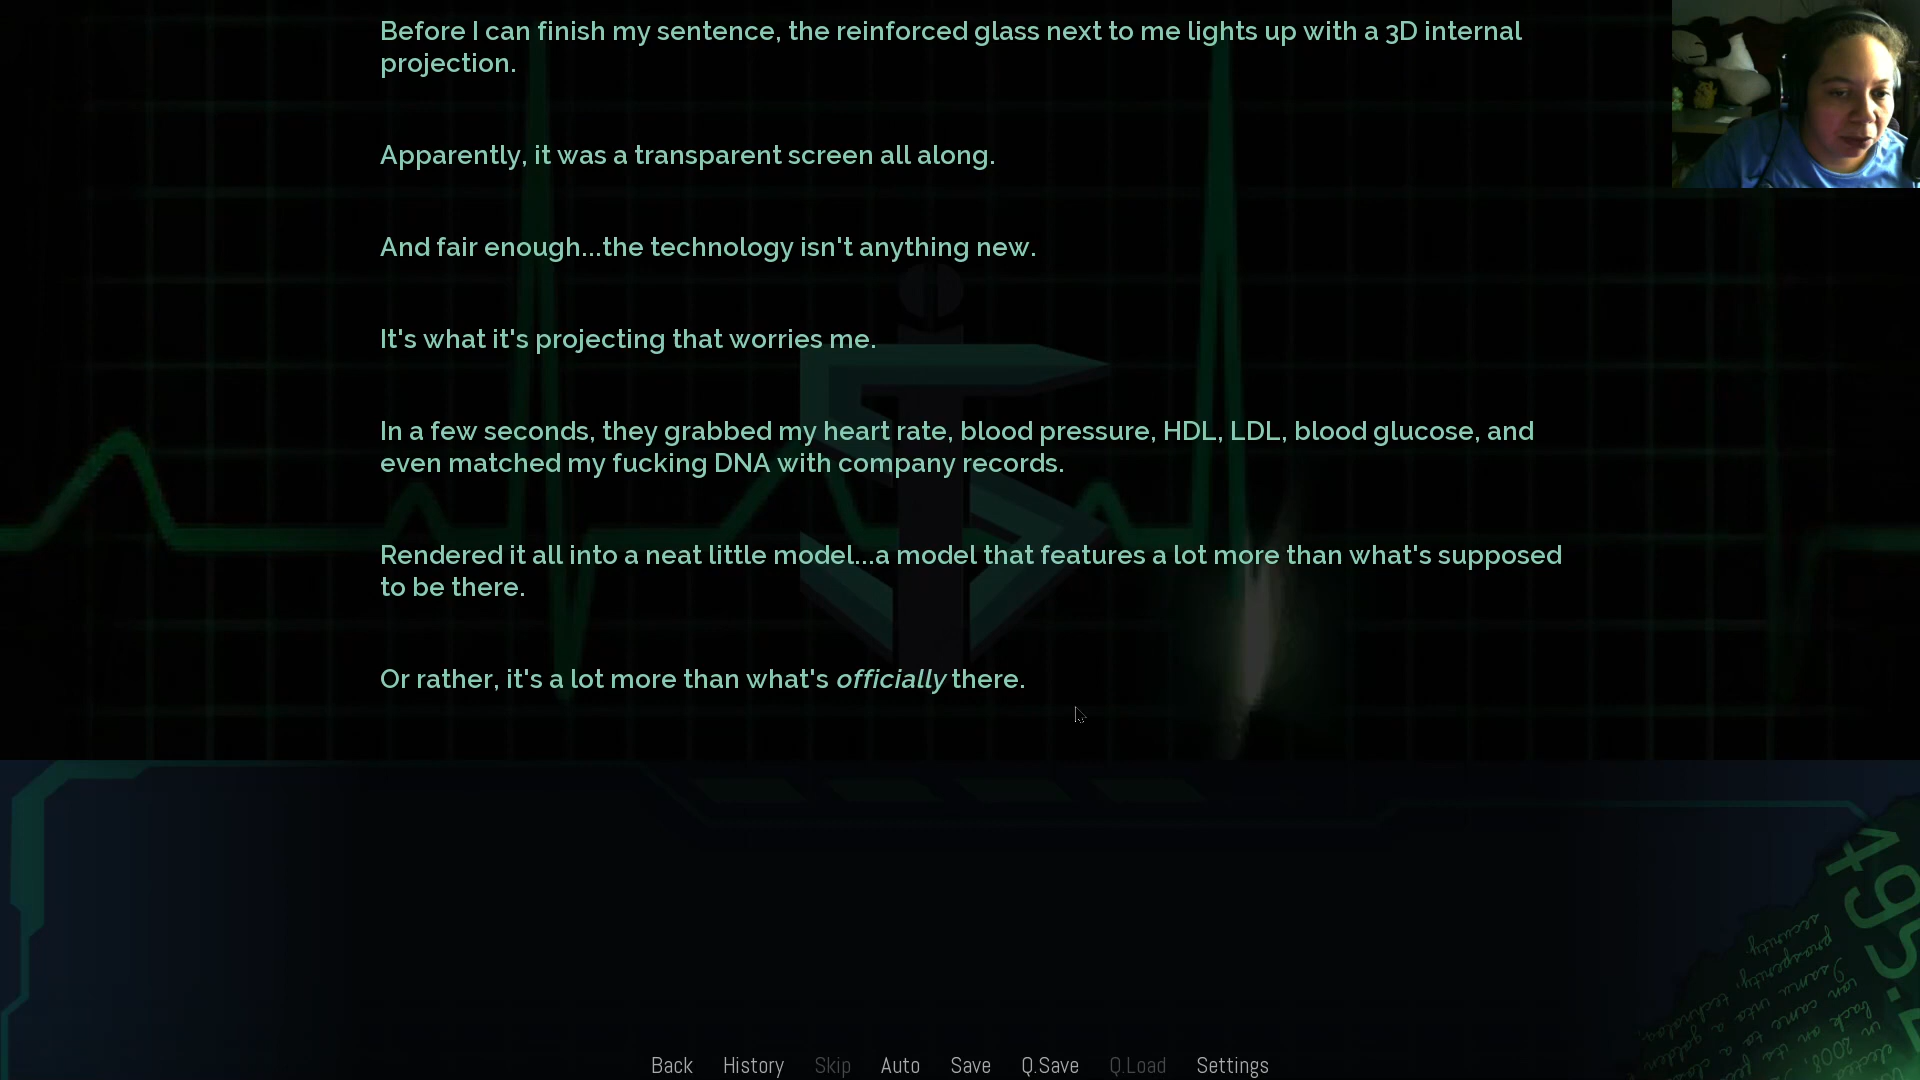 Before I can finish my sentence, the reinforced glass next to me lights up with a 3D internal
projection.
Apparently, it was a transparent screen all along.
And fair enough...the technology isn't anything new.
It's what it's projecting that worries me.
In a few seconds, they grabbed my heart rate, blood pressure, HDL, LDL, blood glucose, and
even matched my fucking DNA with company records.
Rendered it all into a neat little model...a model that features a lot more than what's supposed
to be there.
Or rather, it's a lot more than what's officially there.
195.
security
prosperity,
2008,
Back History Skip Auto Save Q.Save Q.Load Settings